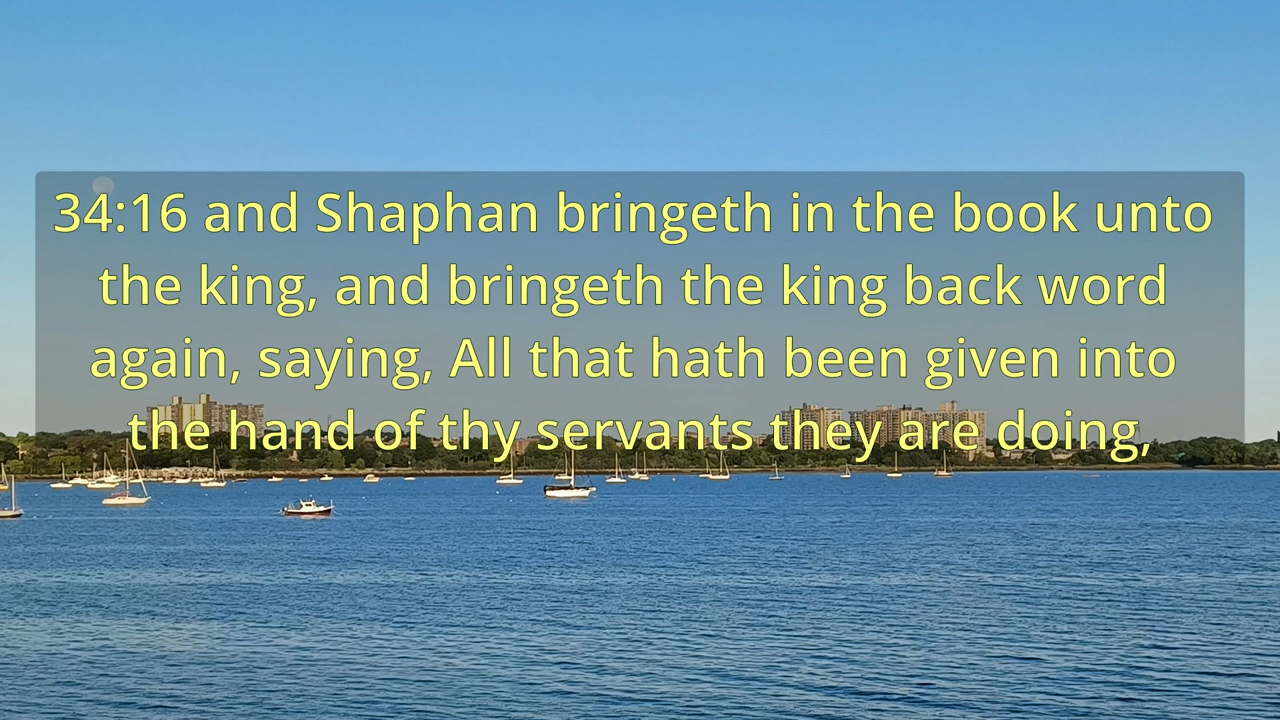 34:16 and Shaphan bringeth in the book unto
the king, and bringeth the king back word
again, saying, All that hath been given into
the hand of thy servants they are doing,